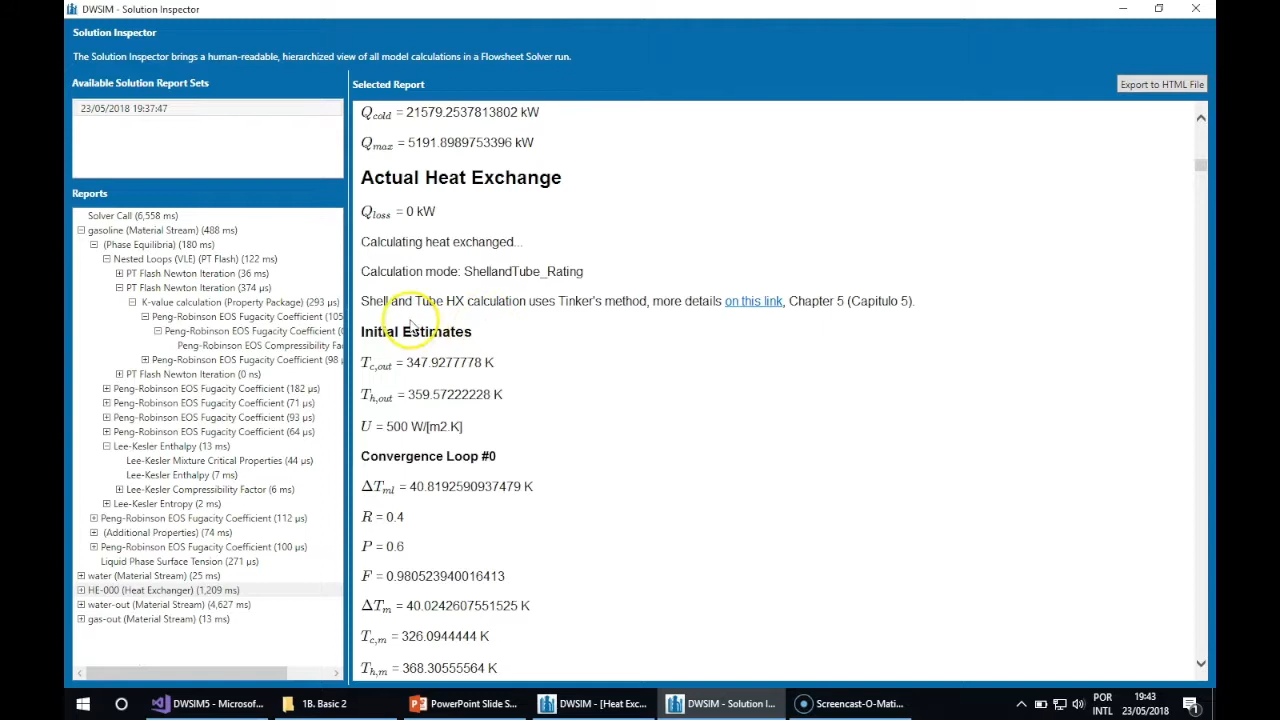 DWSIM - Solution Inspector
Solution Inspector
The Solution Inspector brings a human-readable, hierarchized view of all model calculations in a Flowsheet Solver run.
Available Solution Report Sets
23/05/2018 19:37:47
Reports
Solver Call (6,558 ms)
gasoline (Material Stream) (488 ms)
(Phase Equilibria) (180 ms)
Nested Loops (VLE) (PT Flash) (122 ms)
PT Flash Newton Iteration (36 ms)
PT Flash Newton Iteration (374 µs)
K-value calculation (Property Package) (293 µs)
Peng-Robinson EOS Fugacity Coefficient (105
Peng-Robinson EOS Fugacity Coefficient (
Peng-Robinson EOS Compressibility Fa
Peng-Robinson EOS Fugacity Coefficient (98 µ
PT Flash Newton Iteration (0 ns)
Peng-Robinson EOS Fugacity Coefficient (182 µs)
Peng-Robinson EOS Fugacity Coefficient (71 µs)
Peng-Robinson EOS Fugacity Coefficient (93 µs)
Peng-Robinson EOS Fugacity Coefficient (64 µs)
Lee-Kesler Enthalpy (13 ms)
Lee-Kesler Mixture Critical Properties (44 µs)
Lee-Kesler Enthalpy (7 ms)
Lee-Kesler Compressibility Factor (6 ms)
Lee-Kesler Entropy (2 ms)
Peng-Robinson EOS Fugacity Coefficient (112 µs)
(Additional Properties) (74 ms)
Peng-Robinson EOS Fugacity Coefficient (100 µs)
Liquid Phase Surface Tension (271 µs)
water (Material Stream) (25 ms)
HE-000 (Heat Exchanger) (1,209 ms)
water-out (Material Stream) (4,627 ms)
gas-out (Material Stream) (13 ms)
Selected Report
Export to HTML File
Qcold = 21579.2537813802 kW
Qmax = 5191.8989753396 kW
Actual Heat Exchange
Qloss = 0 kW
Calculating heat exchanged...
Calculation mode: ShellandTube_Rating
Shell and Tube HX calculation uses Tinker's method, more details on this link, Chapter 5 (Capitulo 5).
Initial Estimates
Tc,out = 347.9277778 K
Th,out = 359.57222228 K
U = 500 W/[m2.K]
Convergence Loop #0
ΔTml = 40.8192590937479 K
R = 0.4
P = 0.6
F = 0.980523940016413
ΔTm = 40.0242607551525 K
Tc,m = 326.0944444 K
Th,m = 368.30555564 K
DWSIM5 - Microsof...
1B. Basic 2
PowerPoint Slide S...
DWSIM - [Heat Exc...
DWSIM - Solution I...
Screencast-O-Mati...
POR
INTL
19:43
23/05/2018
1